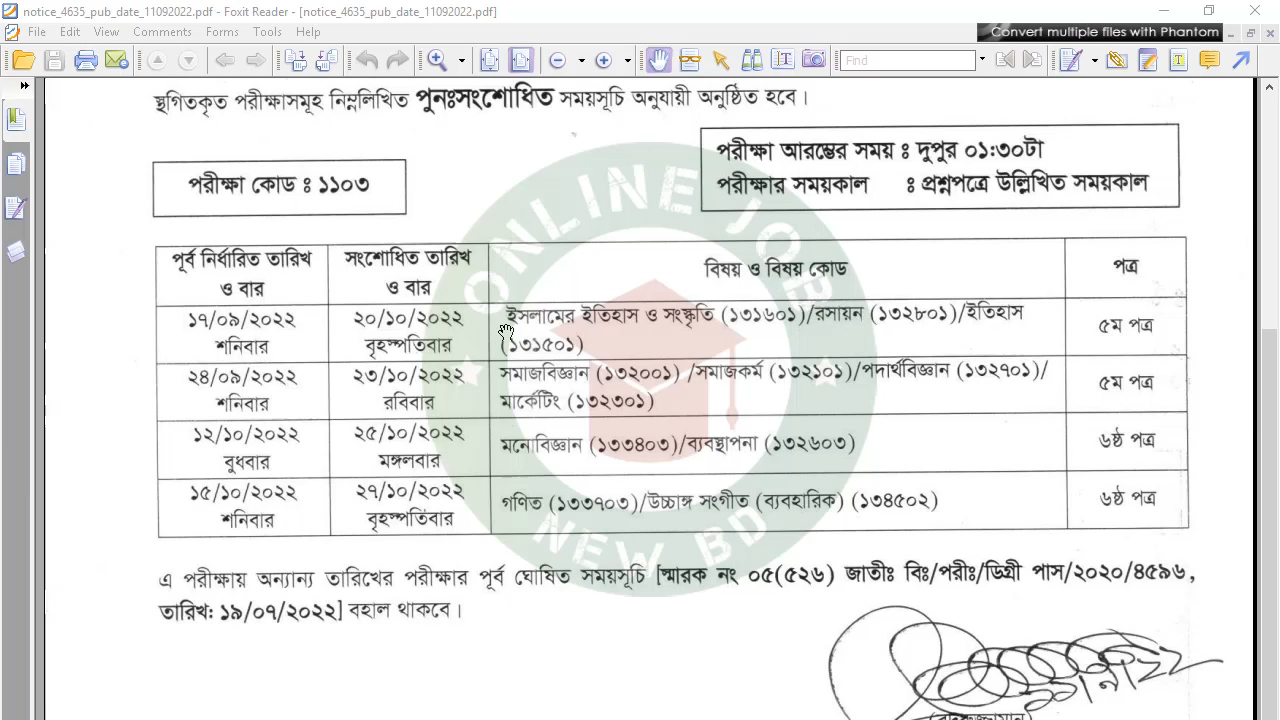 notice_4635_pub_date_11092022.pdf - Foxit Reader - [notice_4635_pub_date_11092022.pdf]
File Edit View Comments Forms Tools Help
Convert multiple files with Phantom
Find
স্থগিতকৃত পরীক্ষাসমূহ নিম্নলিখিত পুনঃসংশোধিত সময়সূচি অনুযায়ী অনুষ্ঠিত হবে।
পরীক্ষা আরম্ভের সময় ঃ দুপুর ০১:৩০টা
পরীক্ষা কোড ঃ ১১০৩
পরীক্ষার সময়কাল ঃ প্রশ্নপত্রে উল্লিখিত সময়কাল
ONLINE JOB
NEW BD
পূর্ব নির্ধারিত তারিখ ও বার
সংশোধিত তারিখ ও বার
বিষয় ও বিষয় কোড
পত্র
১৭/০৯/২০২২
শনিবার
২০/১০/২০২২
বৃহস্পতিবার
ইসলামের ইতিহাস ও সংস্কৃতি (১৩১৬০১)/রসায়ন (১৩২৮০১)/ইতিহাস
(১৩১৫০১)
৫ম পত্র
২৪/০৯/২০২২
শনিবার
২৩/১০/২০২২
রবিবার
সমাজবিজ্ঞান (১৩২০০১) /সমাজকর্ম (১৩২১০১)/পদার্থবিজ্ঞান (১৩২৭০১)/
মার্কেটিং (১৩২৩০১)
৫ম পত্র
১২/১০/২০২২
বুধবার
২৫/১০/২০২২
মঙ্গলবার
মনোবিজ্ঞান (১৩৩৪০৩)/ব্যবস্থাপনা (১৩২৬০৩)
৬ষ্ঠ পত্র
১৫/১০/২০২২
শনিবার
২৭/১০/২০২২
বৃহস্পতিবার
গণিত (১৩৩৭০৩)/উচ্চাঙ্গ সংগীত (ব্যবহারিক) (১৩৪৫০২)
৬ষ্ঠ পত্র
এ পরীক্ষায় অন্যান্য তারিখের পরীক্ষার পূর্ব ঘোষিত সময়সূচি [স্মারক নং ০৫(৫২৬) জাতীঃ বিঃ/পরীঃ/ডিগ্রী পাস/২০২০/৪৫৯৬,
তারিখ: ১৯/০৭/২০২২] বহাল থাকবে।